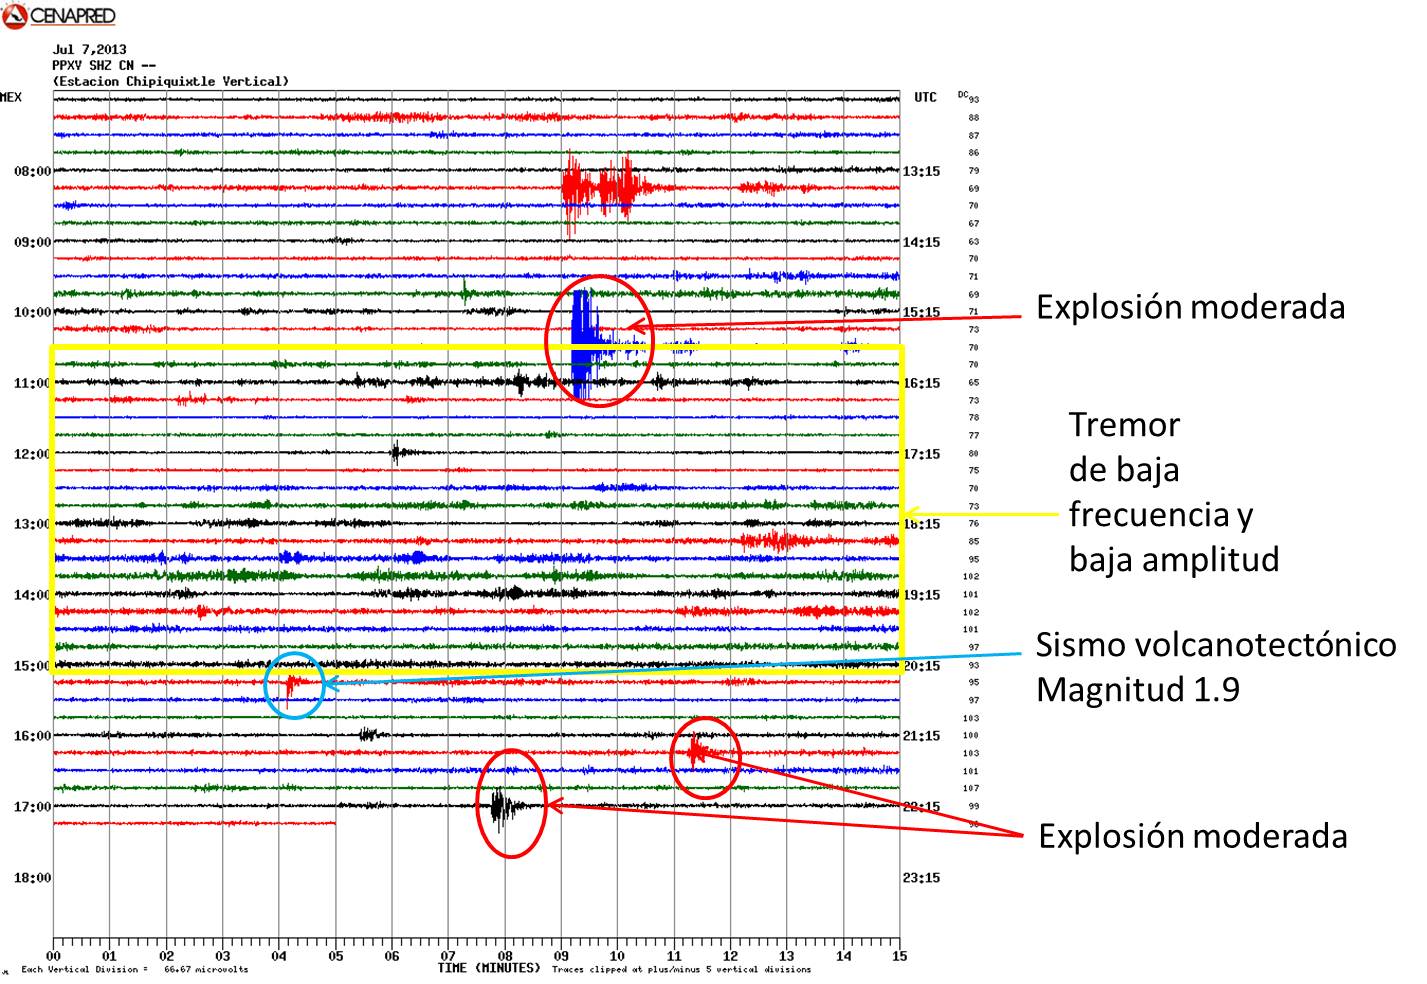 CENAPRED
Jul 7,2013
PPXV SHZ CN --
(Estacion Chipiquixtle Vertical)
MEX UTC DC 93
88
87
86
08:00 13:15 79
69
70
67
09:00 14:15 63
70
71
69
10:00 15:15 71
73
70
70
11:00 16:15 65
73
78
77
12:00 17:15 80
75
70
73
13:00 18:15 76
85
95
102
14:00 19:15 101
102
101
97
15:00 20:15 93
95
97
103
16:00 21:15 100
103
101
107
17:00 22:15 99
98
18:00 23:15
Explosión moderada
Tremor
de baja
frecuencia y
baja amplitud
Sismo volcanotectónico
Magnitud 1.9
Explosión moderada
00 01 02 03 04 05 06 07 08 09 10 11 12 13 14 15
Each Vertical Division = 66.67 microvolts TIME (MINUTES) Traces clipped at plus/minus 5 vertical divisions